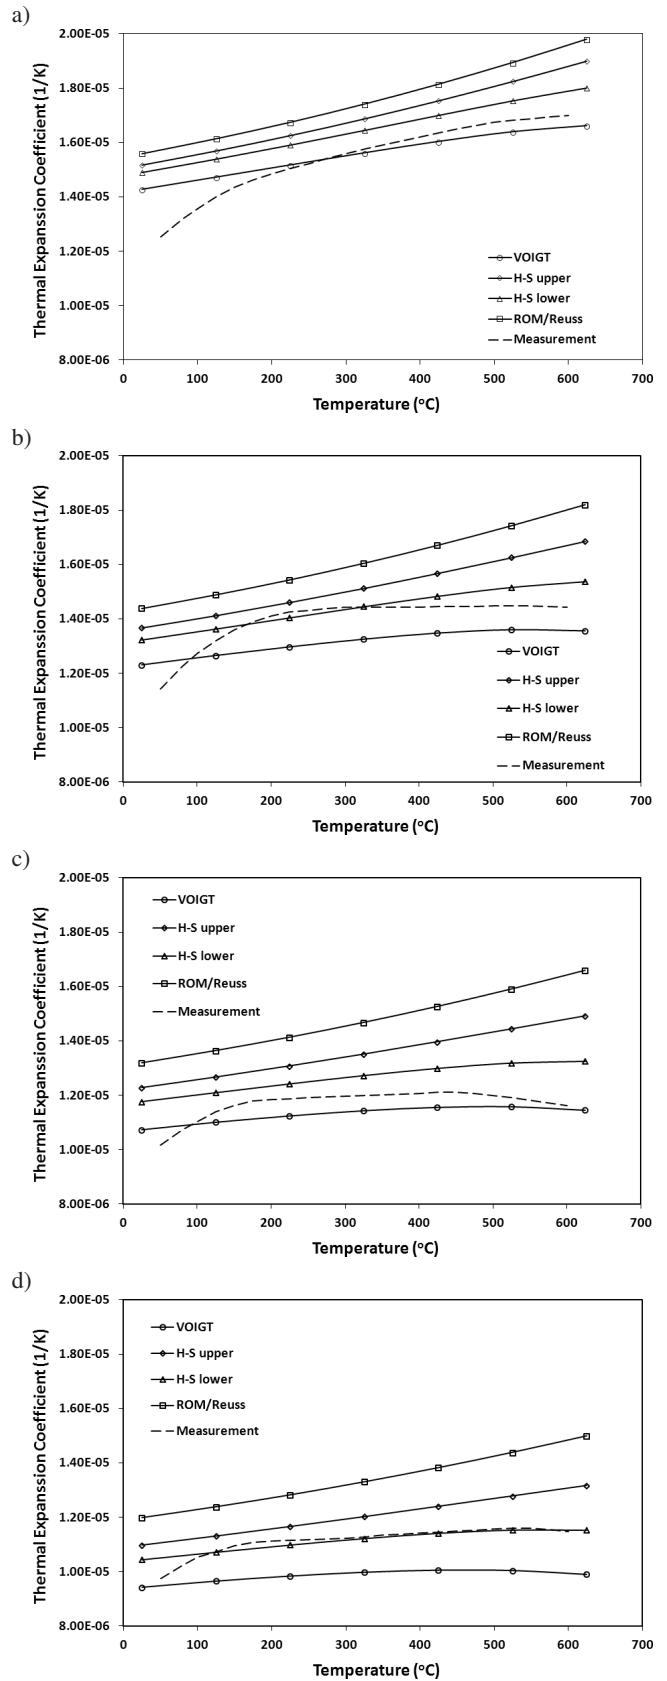 a)
2.00E-05
1.80E-05
1.60E-05
1.40E-05
1.20E-05
1.00E-05
8.00E-06
Thermal Expanssion Coefficient (1/K)
VOIGT
H-S upper
H-S lower
ROM/Reuss
Measurement
0 100 200 300 400 500 600 700
Temperature (°C)
b)
2.00E-05
1.80E-05
1.60E-05
1.40E-05
1.20E-05
1.00E-05
8.00E-06
Thermal Expanssion Coefficient (1/K)
VOIGT
H-S upper
H-S lower
ROM/Reuss
Measurement
0 100 200 300 400 500 600 700
Temperature (°C)
c)
2.00E-05
1.80E-05
1.60E-05
1.40E-05
1.20E-05
1.00E-05
8.00E-06
Thermal Expanssion Coefficient (1/K)
VOIGT
H-S upper
H-S lower
ROM/Reuss
Measurement
0 100 200 300 400 500 600 700
Temperature (°C)
d)
2.00E-05
1.80E-05
1.60E-05
1.40E-05
1.20E-05
1.00E-05
8.00E-06
Thermal Expanssion Coefficient (1/K)
VOIGT
H-S upper
H-S lower
ROM/Reuss
Measurement
0 100 200 300 400 500 600 700
Temperature (°C)